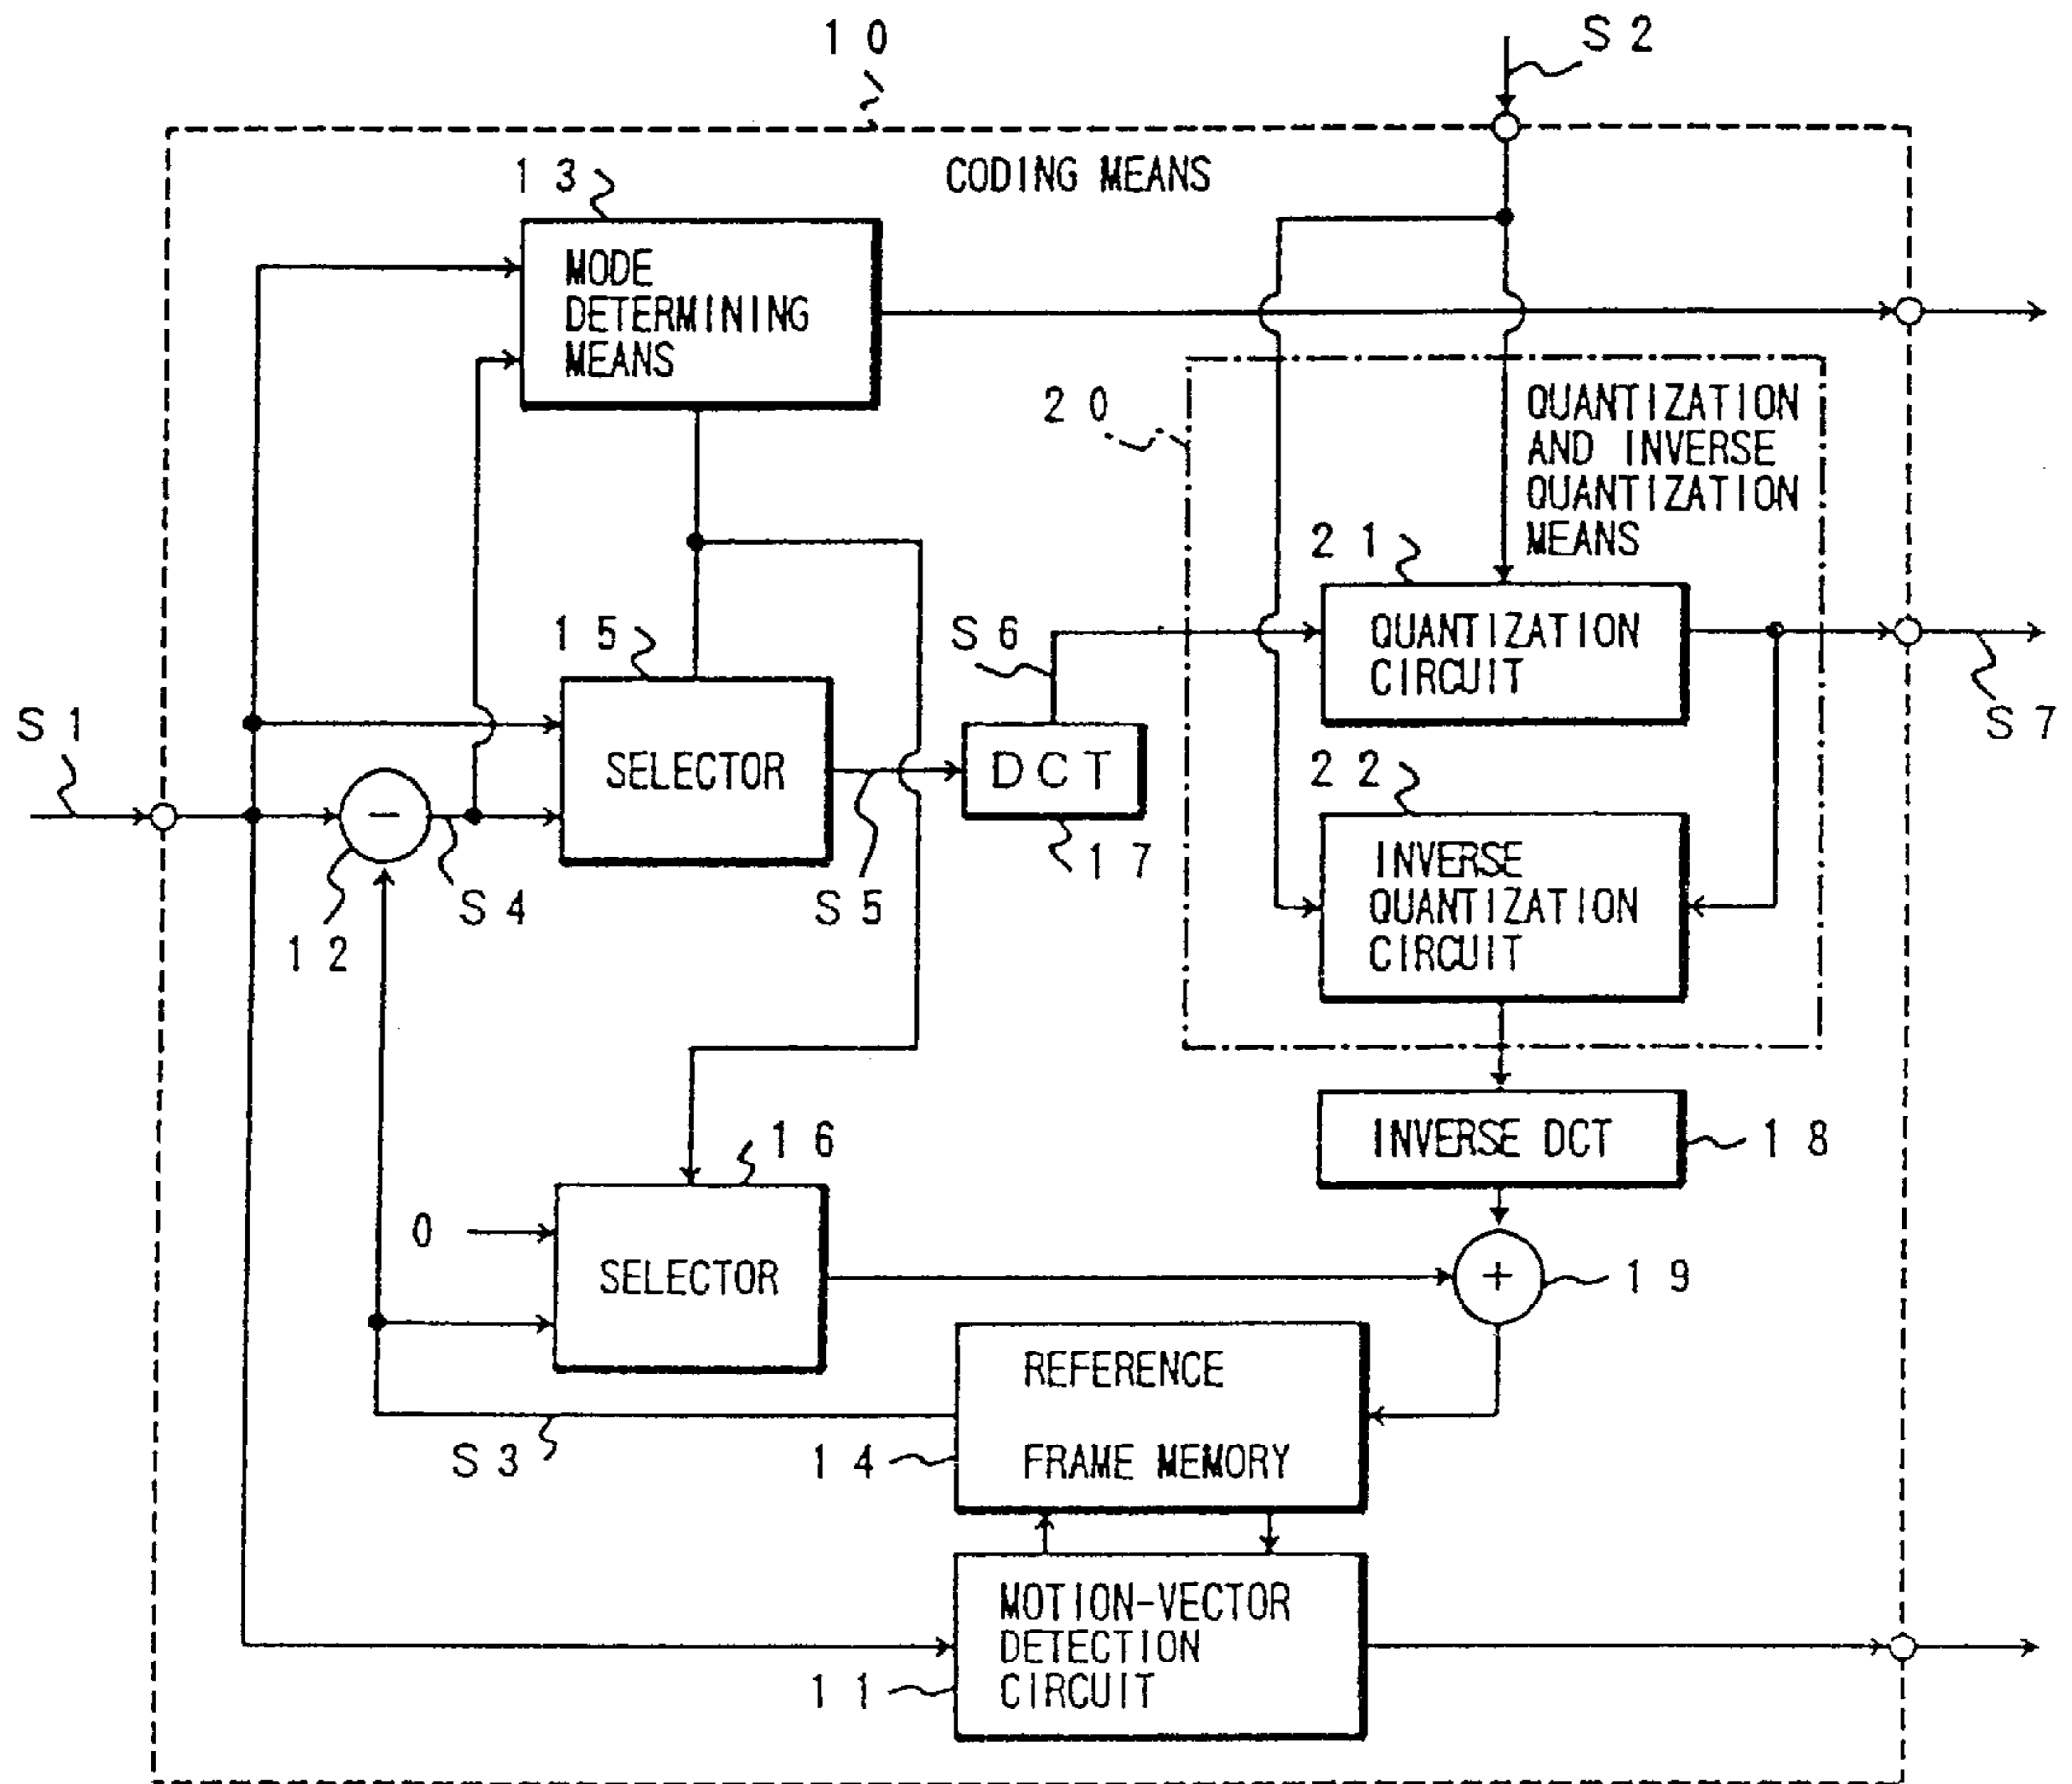 10
S2
CODING MEANS
13
MODE
DETERMINING
MEANS
20
QUANTIZATION
AND INVERSE
QUANTIZATION
MEANS
21
15
S6
QUANTIZATION
CIRCUIT
S1
S7
SELECTOR
DCT
22
−
17
INVERSE
QUANTIZATION
CIRCUIT
S4
S5
12
16
INVERSE DCT
18
0
SELECTOR
+
19
REFERENCE
FRAME MEMORY
S3
14
MOTION-VECTOR
DETECTION
CIRCUIT
11